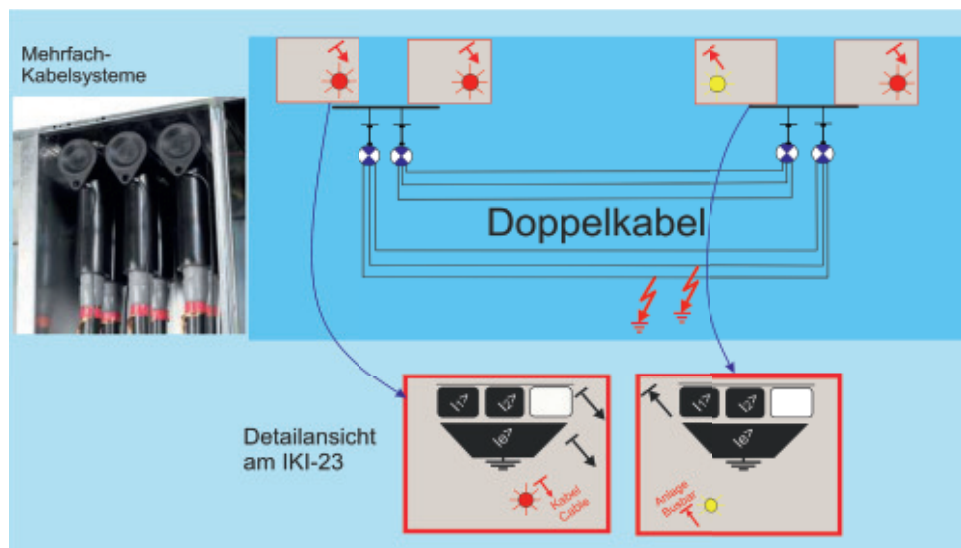 Mehrfach-
Kabelsysteme
Doppelkabel
Detailansicht
am IKI-23
I1>
I2>
Ie>
Kabel
Cable
I1>
I2>
Ie>
Anlage
Busbar